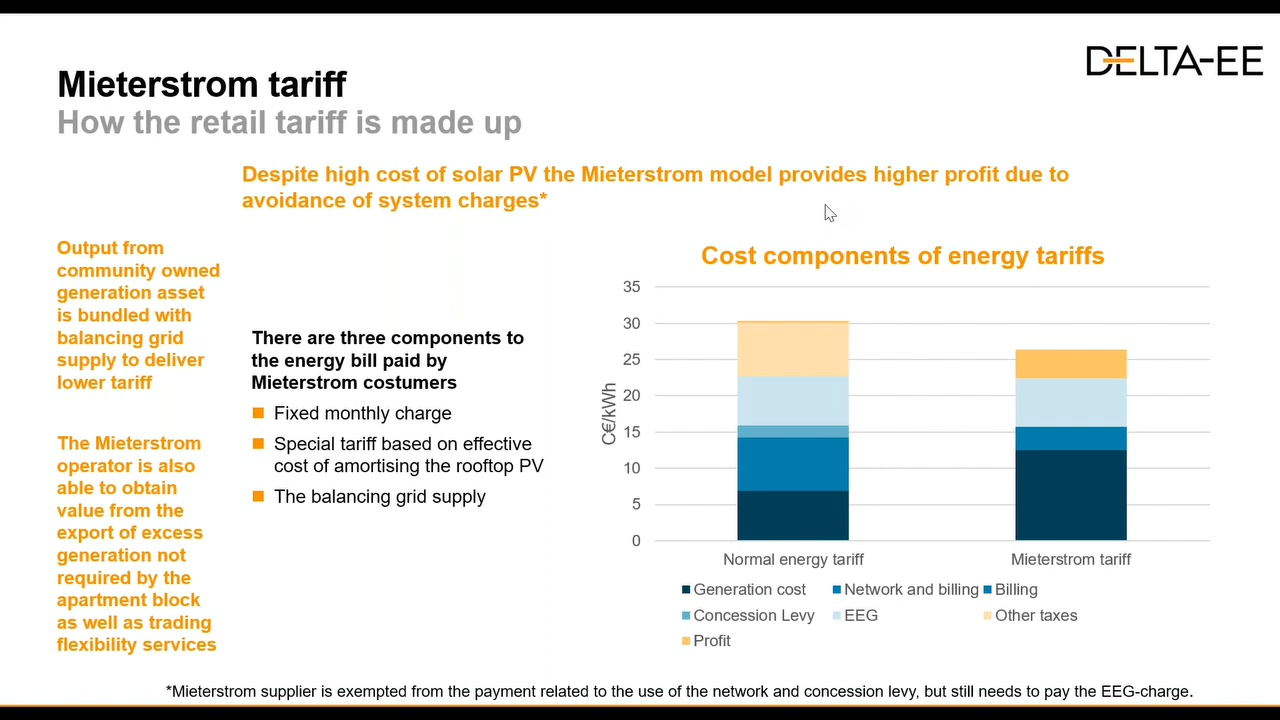 DELTA-EE
Mieterstrom tariff
How the retail tariff is made up
Despite high cost of solar PV the Mieterstrom model provides higher profit due to
avoidance of system charges*
Output from
community owned
generation asset
is bundled with
balancing grid
supply to deliver
lower tariff
The Mieterstrom
operator is also
able to obtain
value from the
export of excess
generation not
required by the
apartment block
as well as trading
flexibility services
There are three components to
the energy bill paid by
Mieterstrom costumers
Fixed monthly charge
Special tariff based on effective
cost of amortising the rooftop PV
The balancing grid supply
Cost components of energy tariffs
C€/kWh
35
30
25
20
15
10
5
0
Normal energy tariff
Mieterstrom tariff
Generation cost
Network and billing
Billing
Concession Levy
EEG
Other taxes
Profit
*Mieterstrom supplier is exempted from the payment related to the use of the network and concession levy, but still needs to pay the EEG-charge.